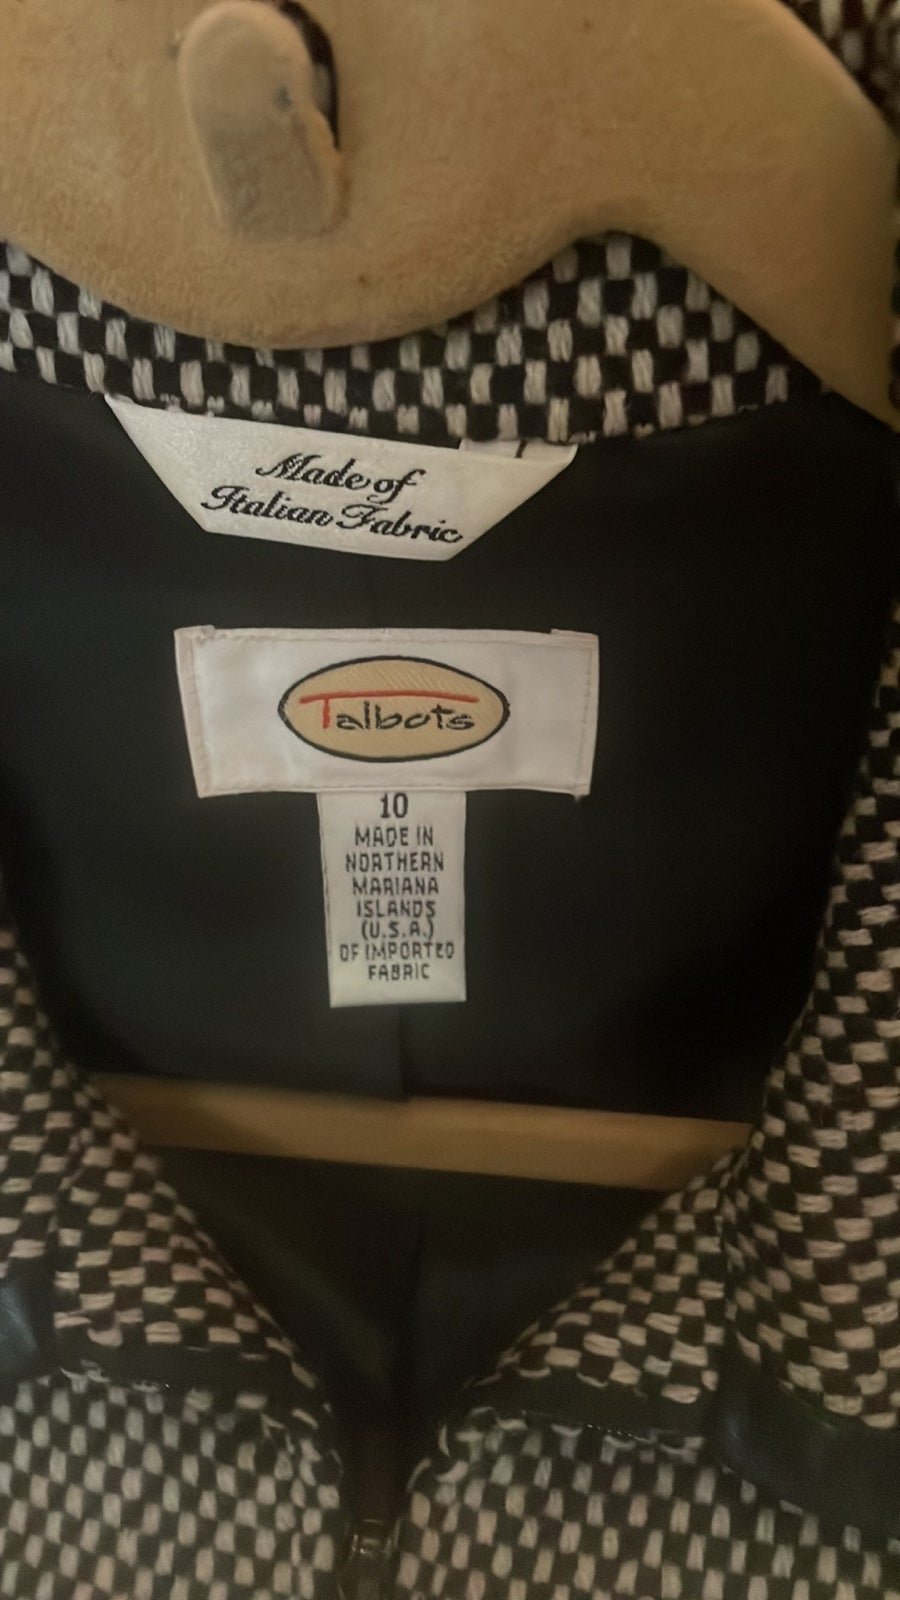 Made of
Italian Fabric
Talbots
10
MADE IN
NORTHERN
MARIANA
ISLANDS
(U.S.A.)
OF IMPORTED
FABRIC